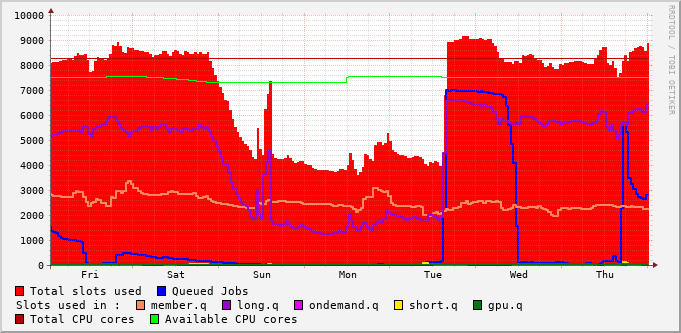 10000
9000
8000
7000
6000
5000
4000
3000
2000
1000
0
Fri Sat Sun Mon Tue Wed Thu
RRDTOOL / TOBI OETIKER
Total slots used Queued Jobs
Slots used in : member.q long.q ondemand.q short.q gpu.q
Total CPU cores Available CPU cores